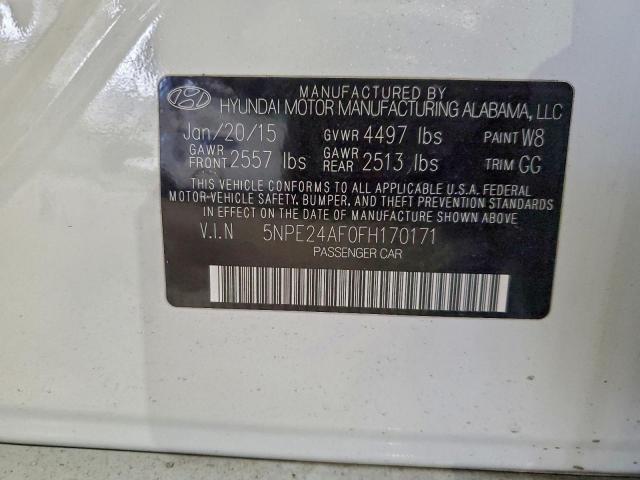 MANUFACTURED BY
HYUNDAI MOTOR MANUFACTURING ALABAMA, LLC
Jan/20/15 GVWR 4497 lbs PAINT W8
GAWR FRONT 2557 lbs GAWR REAR 2513 lbs TRIM GG
THIS VEHICLE CONFORMS TO ALL APPLICABLE U.S.A. FEDERAL
MOTOR VEHICLE SAFETY, BUMPER, AND THEFT PREVENTION
STANDARDS IN EFFECT ON THE DATE OF MANUFACTURE SHOWN ABOVE.
V.I.N 5NPE24AF0FH170171
PASSENGER CAR